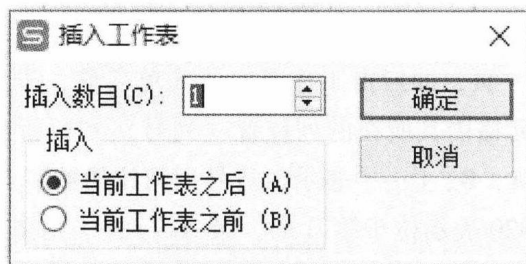 插入工作表
插入数目(C): 1
确定
插入
取消
当前工作表之后 (A)
当前工作表之前 (B)